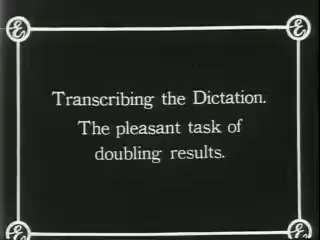 Transcribing the Dictation.
The pleasant task of
doubling results.